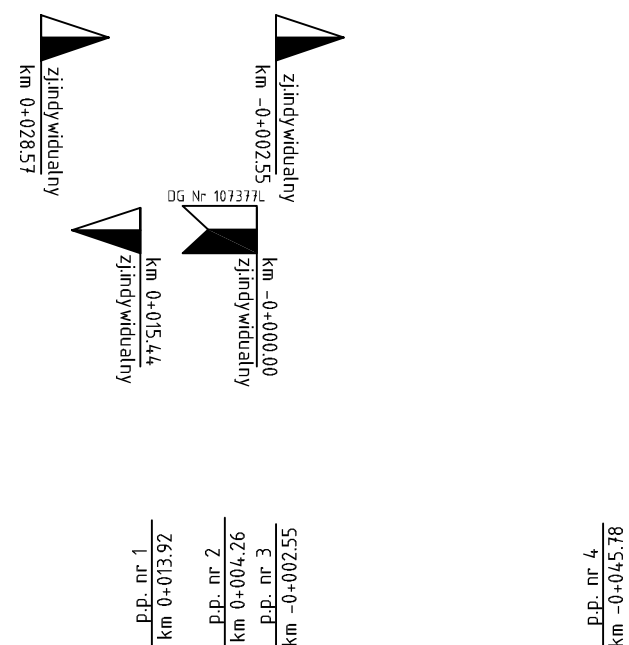 zj.indywidualny
km 0+028.57
zj.indywidualny
km -0+002.55
DG Nr 107377L
km 0+015.44
zj.indywidualny
km -0+000.00
zj.indywidualny
p.p. nr 1
km 0+013.92
p.p. nr 2
km 0+004.26
p.p. nr 3
km -0+002.55
p.p. nr 4
km -0+045.78